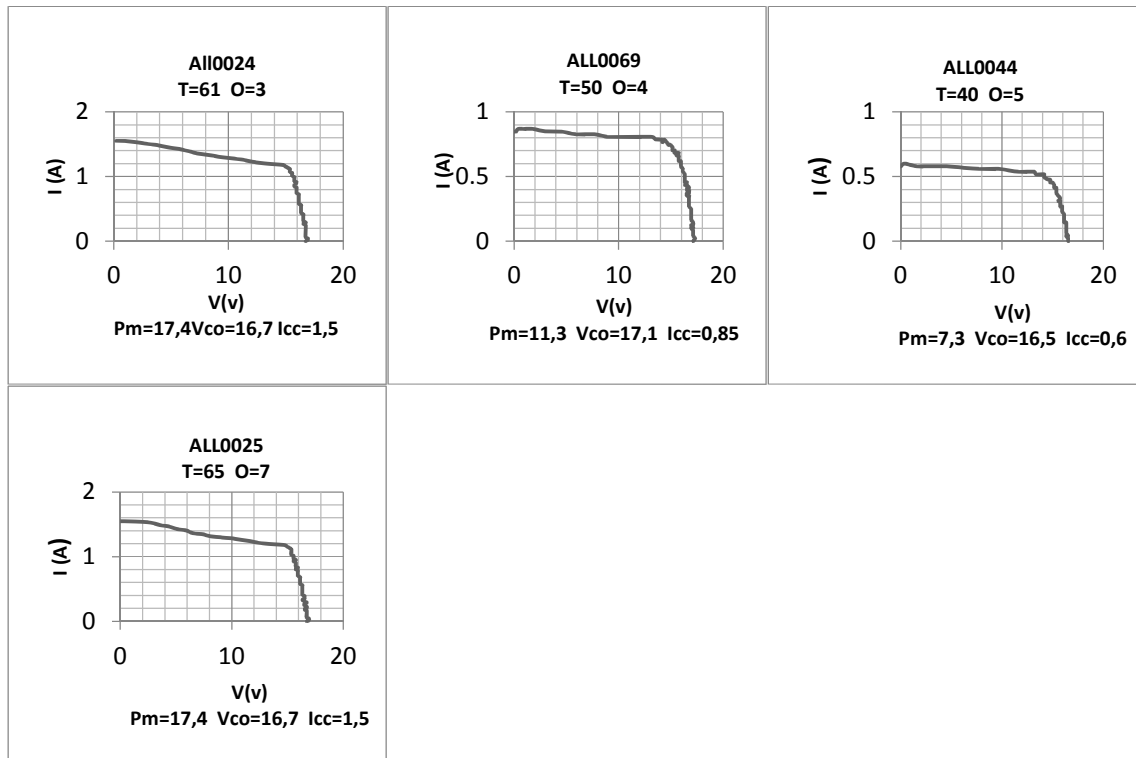 All0024
T=61 O=3
2
1
0
I (A)
0 10 20
V(v)
Pm=17,4Vco=16,7 Icc=1,5
ALL0069
T=50 O=4
1
0.5
0
I (A)
0 10 20
V(v)
Pm=11,3 Vco=17,1 Icc=0,85
ALL0044
T=40 O=5
1
0.5
0
I (A)
0 10 20
V(v)
Pm=7,3 Vco=16,5 Icc=0,6
ALL0025
T=65 O=7
2
1
0
I (A)
0 10 20
V(v)
Pm=17,4 Vco=16,7 Icc=1,5